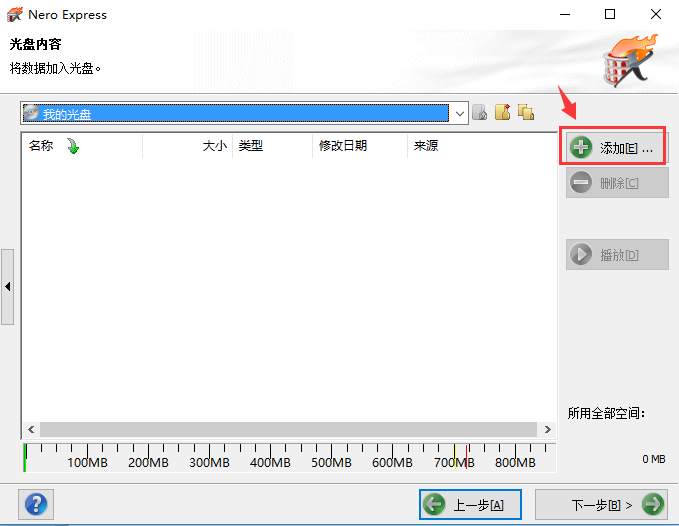 Nero Express
光盘内容
将数据加入光盘。
我的光盘
名称 大小 类型 修改日期 来源
添加[E] ...
删除[C]
播放[D]
所用全部空间:
0 MB
100MB 200MB 300MB 400MB 500MB 600MB 700MB 800MB
上一步[A]
下一步[B] >